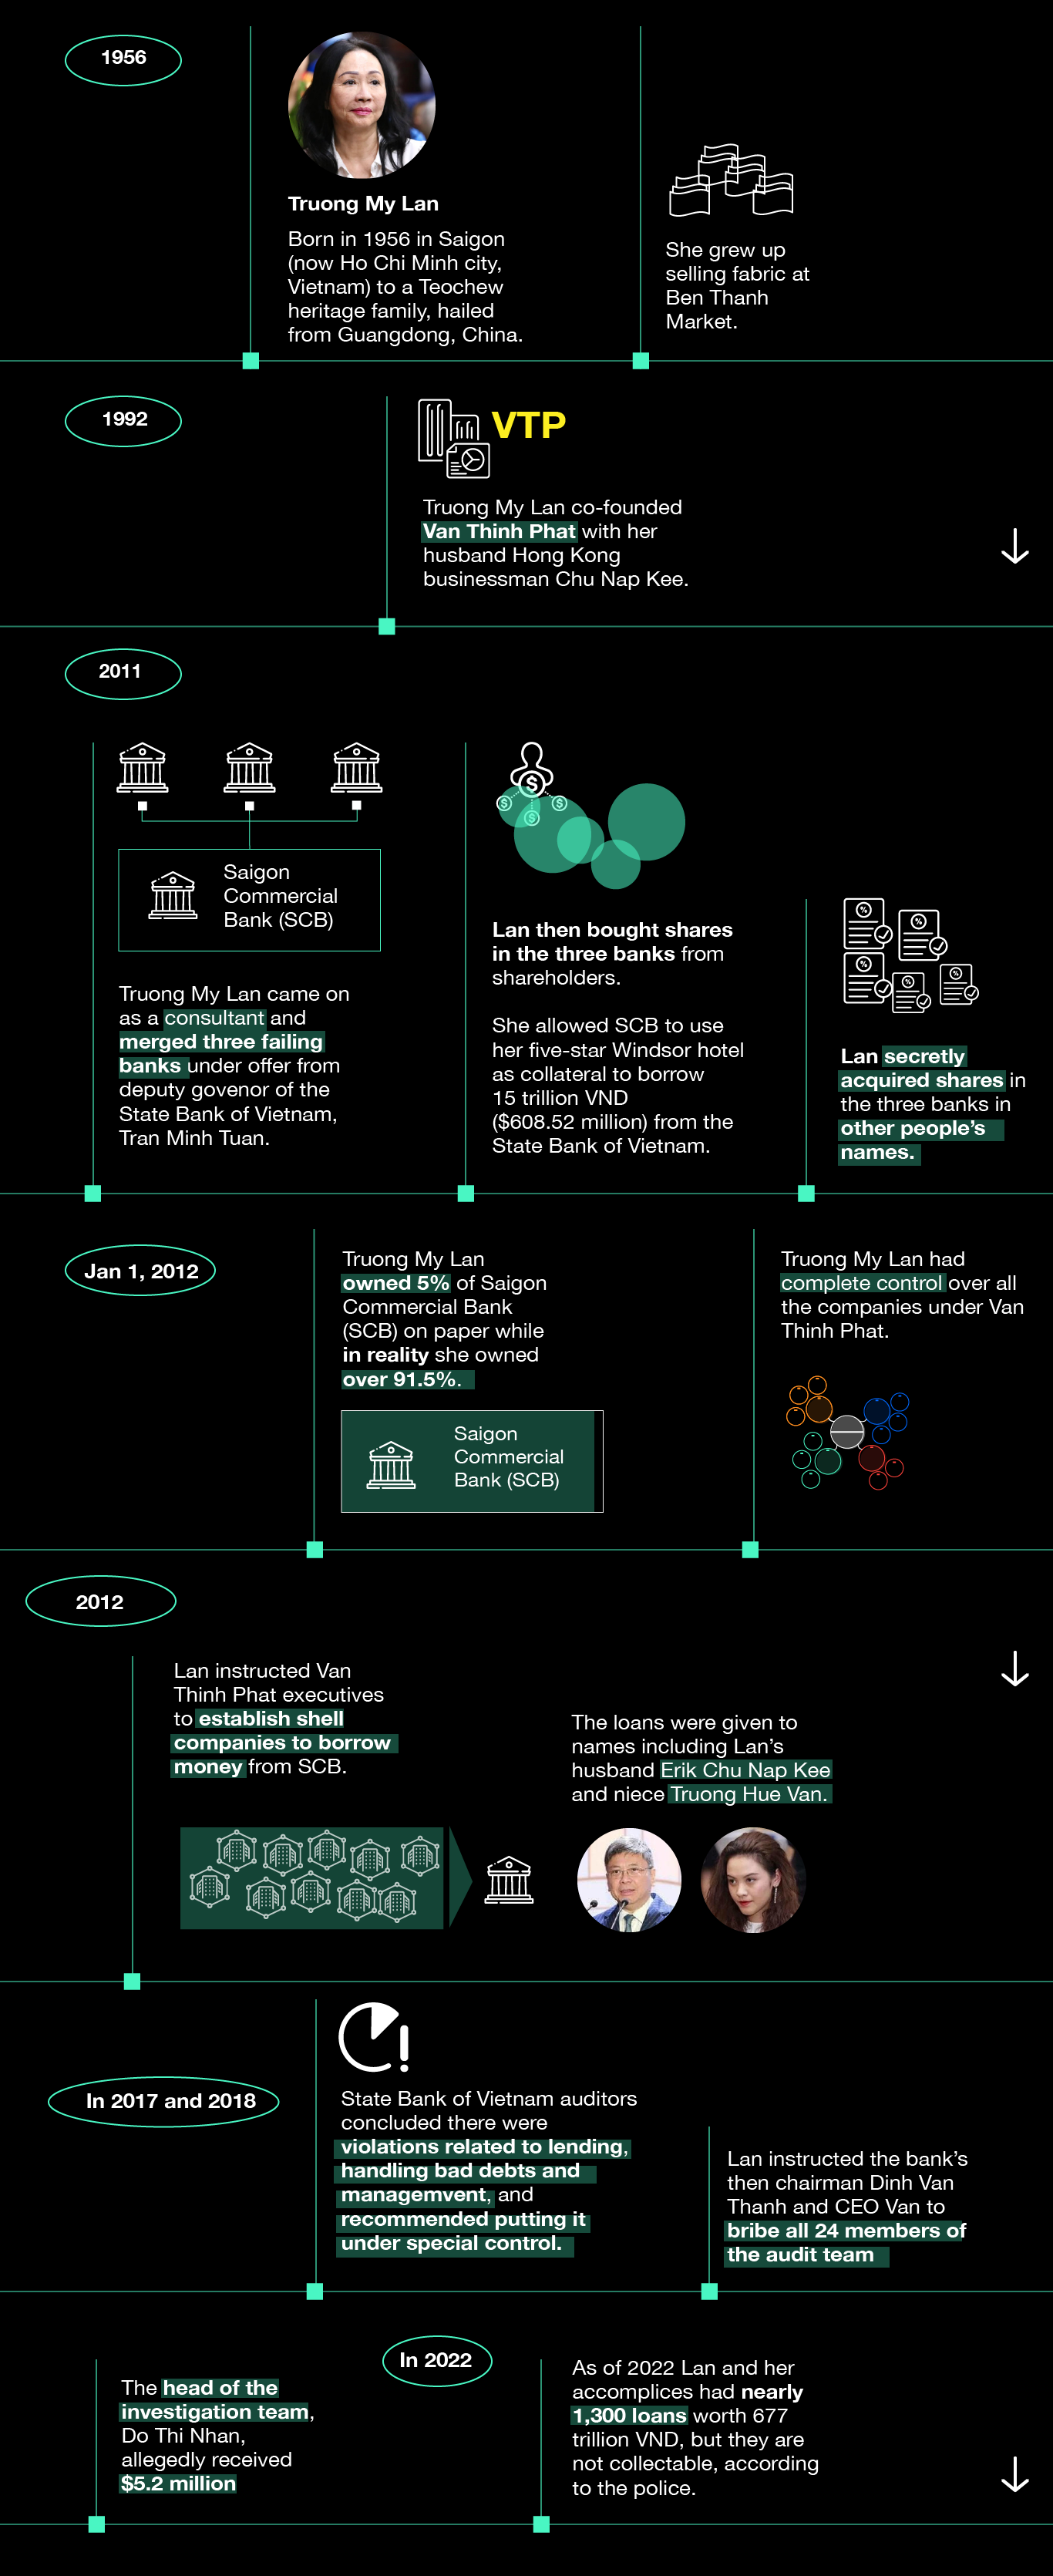 1956
Truong My Lan
Born in 1956 in Saigon
(now Ho Chi Minh city,
Vietnam) to a Teochew
heritage family, hailed
from Guangdong, China.
She grew up
selling fabric at
Ben Thanh
Market.
1992
VTP
Truong My Lan co-founded
Van Thinh Phat with her
husband Hong Kong
businessman Chu Nap Kee.
2011
Saigon
Commercial
Bank (SCB)
Truong My Lan came on
as a consultant and
merged three failing
banks under offer from
deputy govenor of the
State Bank of Vietnam,
Tran Minh Tuan.
Lan then bought shares
in the three banks from
shareholders.
She allowed SCB to use
her five-star Windsor hotel
as collateral to borrow
15 trillion VND
($608.52 million) from the
State Bank of Vietnam.
Lan secretly
acquired shares in
the three banks in
other people's
names.
Jan 1, 2012
Truong My Lan
owned 5% of Saigon
Commercial Bank
(SCB) on paper while
in reality she owned
over 91.5%.
Saigon
Commercial
Bank (SCB)
Truong My Lan had
complete control over all
the companies under Van
Thinh Phat.
2012
Lan instructed Van
Thinh Phat executives
to establish shell
companies to borrow
money from SCB.
The loans were given to
names including Lan's
husband Erik Chu Nap Kee
and niece Truong Hue Van.
In 2017 and 2018
State Bank of Vietnam auditors
concluded there were
violations related to lending,
handling bad debts and
managemvent, and
recommended putting it
under special control.
Lan instructed the bank's
then chairman Dinh Van
Thanh and CEO Van to
bribe all 24 members of
the audit team
The head of the
investigation team,
Do Thi Nhan,
allegedly received
$5.2 million
In 2022
As of 2022 Lan and her
accomplices had nearly
1,300 loans worth 677
trillion VND, but they are
not collectable, according
to the police.